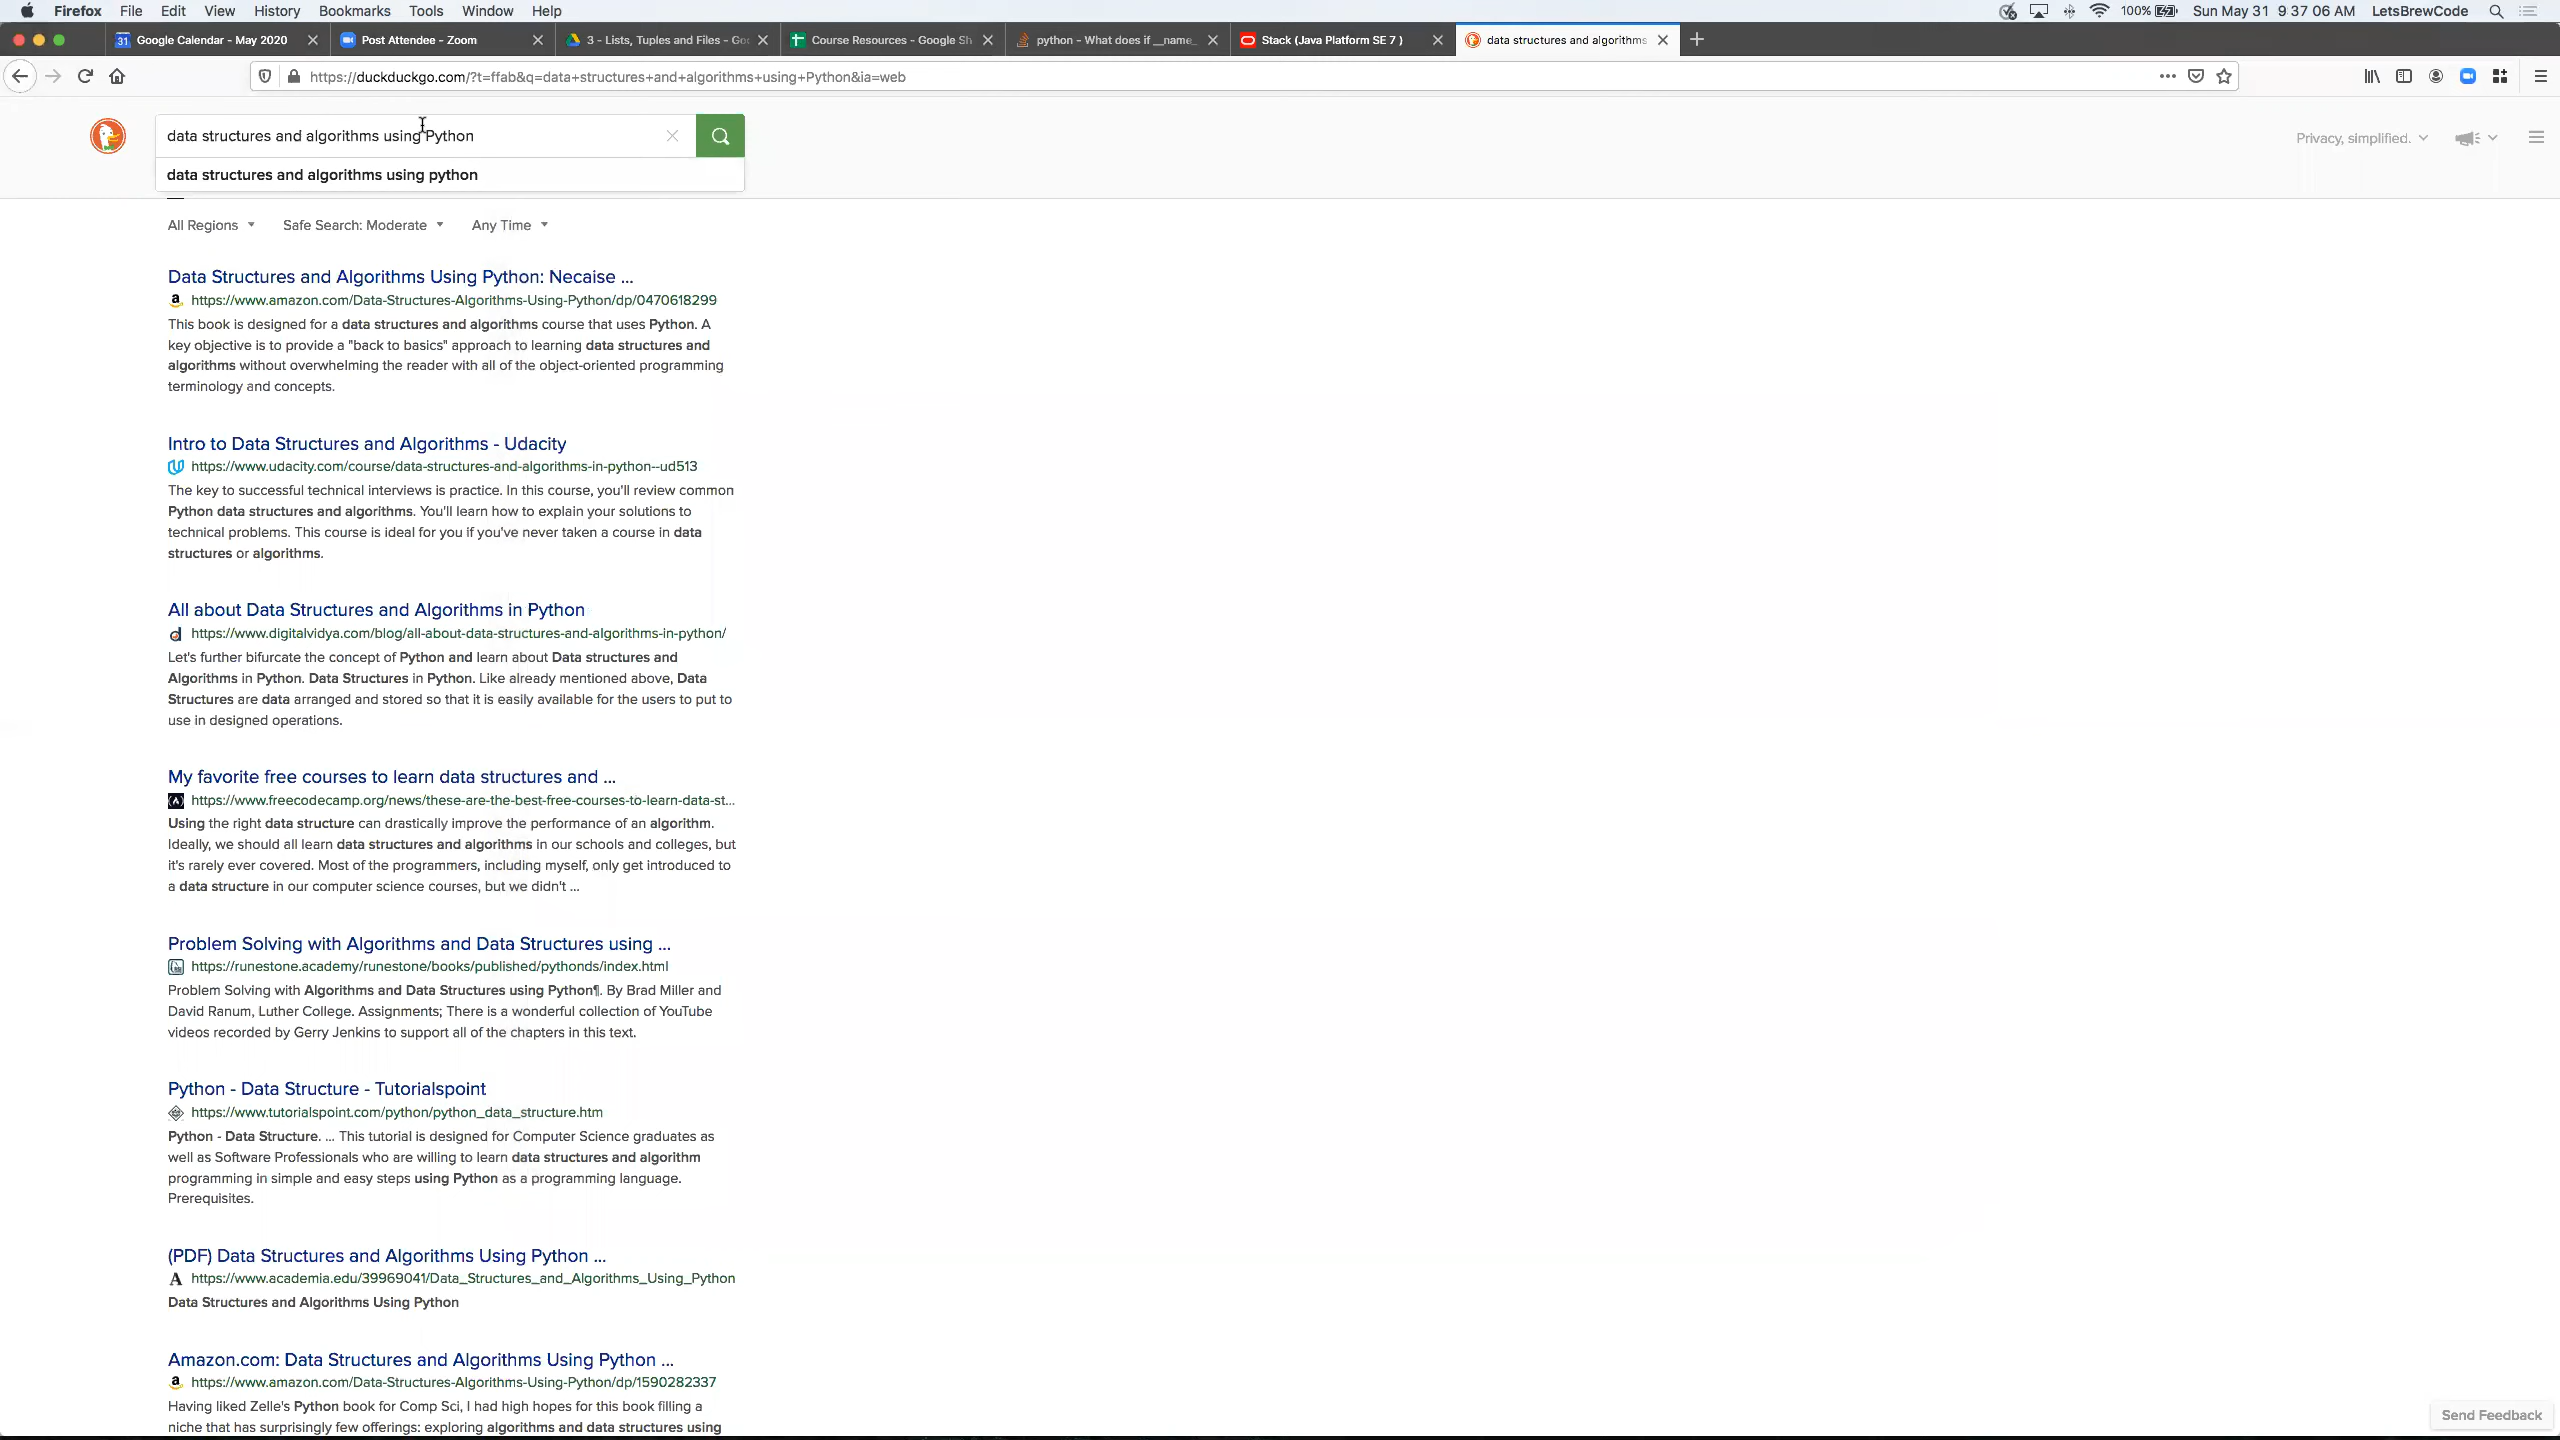 Firefox File Edit View History Bookmarks Tools Window Help 100% Sun May 31 9:37:06 AM LetsBrewCode
31 Google Calendar - May 2020 Post Attendee - Zoom 3 - Lists, Tuples and Files - Goo Course Resources - Google Sh python - What does if __name_ Stack (Java Platform SE 7 ) data structures and algorithms
https://duckduckgo.com/?t=ffab&q=data+structures+and+algorithms+using+Python&ia=web
data structures and algorithms using Python
Privacy, simplified.
data structures and algorithms using python
All Regions Safe Search: Moderate Any Time
Data Structures and Algorithms Using Python: Necaise ...
https://www.amazon.com/Data-Structures-Algorithms-Using-Python/dp/0470618299
This book is designed for a data structures and algorithms course that uses Python. A
key objective is to provide a "back to basics" approach to learning data structures and
algorithms without overwhelming the reader with all of the object-oriented programming
terminology and concepts.
Intro to Data Structures and Algorithms - Udacity
https://www.udacity.com/course/data-structures-and-algorithms-in-python--ud513
The key to successful technical interviews is practice. In this course, you'll review common
Python data structures and algorithms. You'll learn how to explain your solutions to
technical problems. This course is ideal for you if you've never taken a course in data
structures or algorithms.
All about Data Structures and Algorithms in Python
https://www.digitalvidya.com/blog/all-about-data-structures-and-algorithms-in-python/
Let's further bifurcate the concept of Python and learn about Data structures and
Algorithms in Python. Data Structures in Python. Like already mentioned above, Data
Structures are data arranged and stored so that it is easily available for the users to put to
use in designed operations.
My favorite free courses to learn data structures and ...
https://www.freecodecamp.org/news/these-are-the-best-free-courses-to-learn-data-st...
Using the right data structure can drastically improve the performance of an algorithm.
Ideally, we should all learn data structures and algorithms in our schools and colleges, but
it's rarely ever covered. Most of the programmers, including myself, only get introduced to
a data structure in our computer science courses, but we didn't ...
Problem Solving with Algorithms and Data Structures using ...
https://runestone.academy/runestone/books/published/pythonds/index.html
Problem Solving with Algorithms and Data Structures using Python¶. By Brad Miller and
David Ranum, Luther College. Assignments; There is a wonderful collection of YouTube
videos recorded by Gerry Jenkins to support all of the chapters in this text.
Python - Data Structure - Tutorialspoint
https://www.tutorialspoint.com/python/python_data_structure.htm
Python - Data Structure. ... This tutorial is designed for Computer Science graduates as
well as Software Professionals who are willing to learn data structures and algorithm
programming in simple and easy steps using Python as a programming language.
Prerequisites.
(PDF) Data Structures and Algorithms Using Python ...
A https://www.academia.edu/39969041/Data_Structures_and_Algorithms_Using_Python
Data Structures and Algorithms Using Python
Amazon.com: Data Structures and Algorithms Using Python ...
https://www.amazon.com/Data-Structures-Algorithms-Using-Python/dp/1590282337
Having liked Zelle's Python book for Comp Sci, I had high hopes for this book filling a
niche that has surprisingly few offerings: exploring algorithms and data structures using
Send Feedback